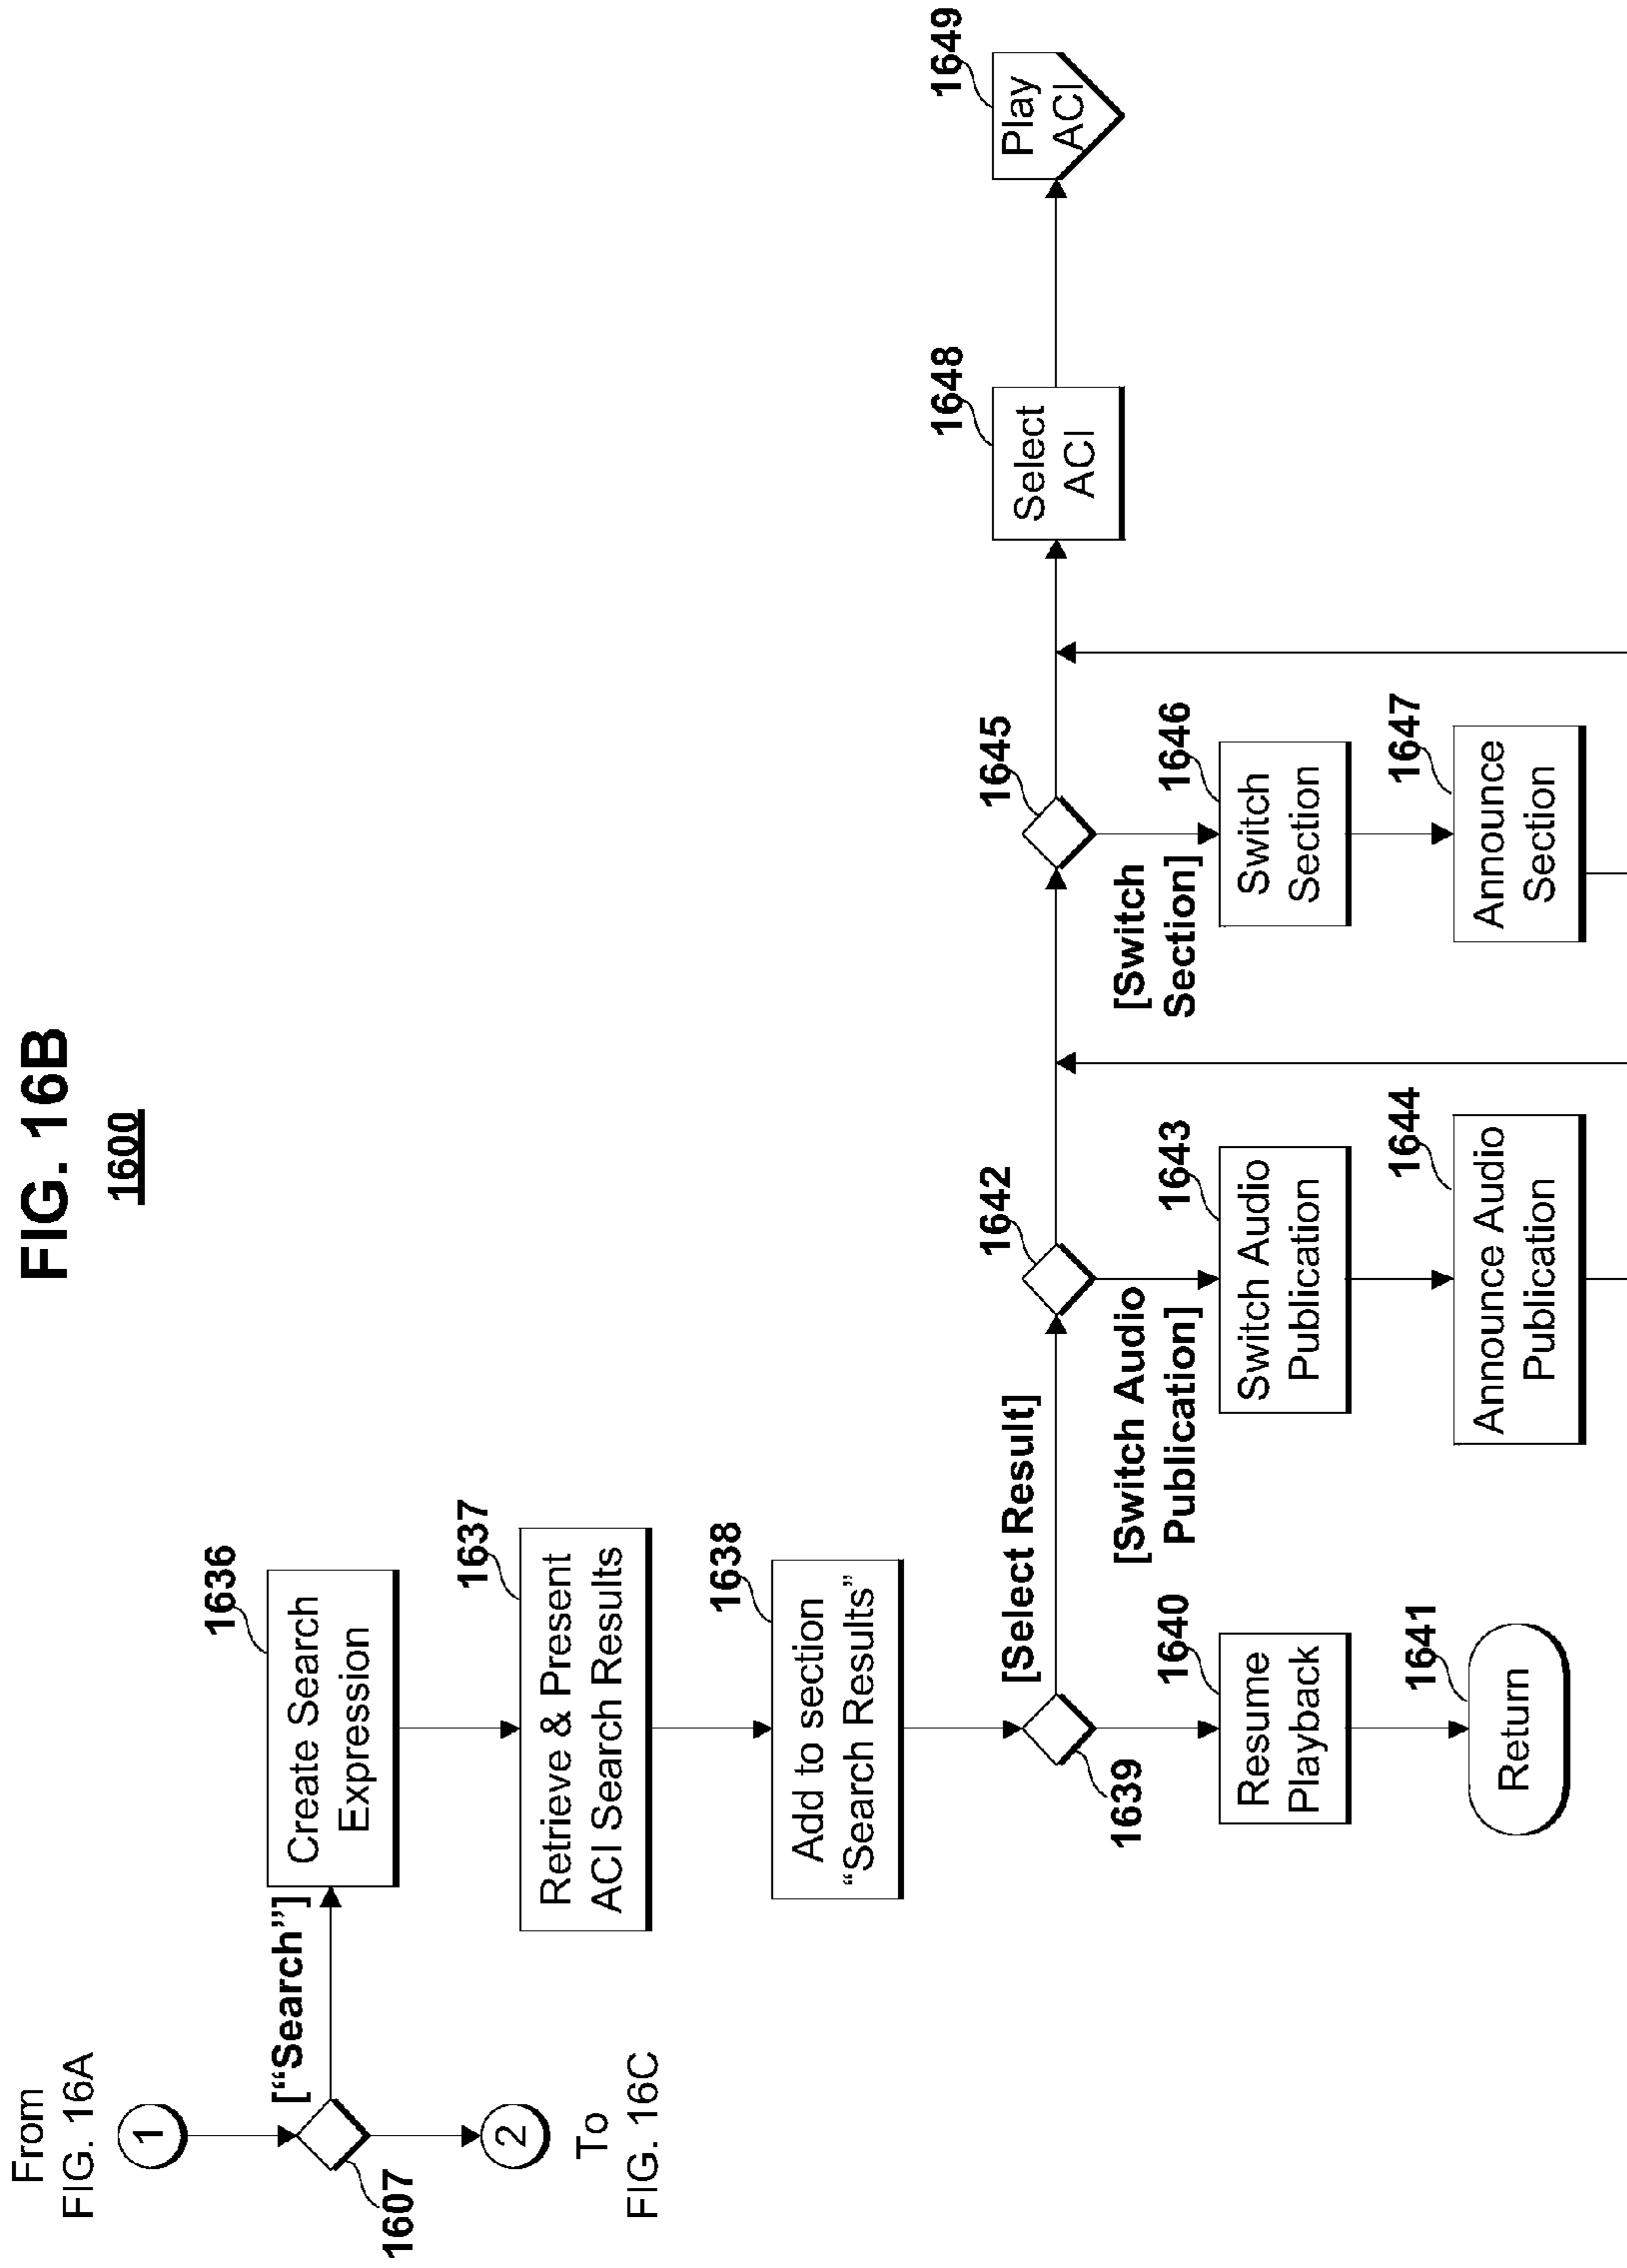 FIG. 16B
1600
From
FIG. 16A
1
["Search"]
1607
2
To
FIG. 16C
1636
Create Search
Expression
1637
Retrieve & Present
ACI Search Results
1638
Add to section
“Search Results”
1639
[Select Result]
1640
Resume
Playback
1641
Return
1642
[Switch Audio
Publication]
1643
Switch Audio
Publication
1644
Announce Audio
Publication
1645
[Switch
Section]
1646
Switch
Section
1647
Announce
Section
1648
Select
ACI
1649
Play
ACI